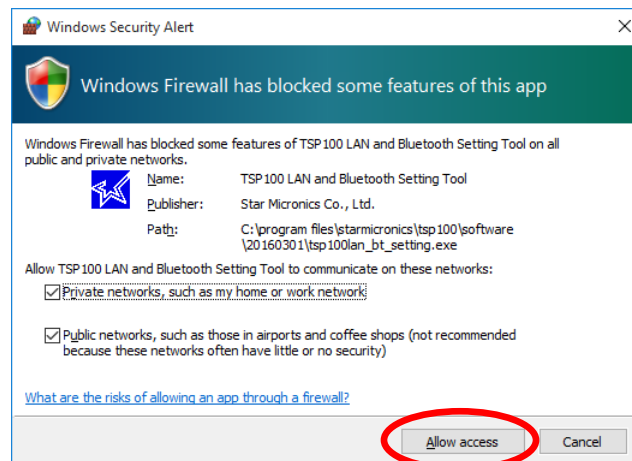 Windows Security Alert
Windows Firewall has blocked some features of this app
Windows Firewall has blocked some features of TSP100 LAN and Bluetooth Setting Tool on all
public and private networks.
Name: TSP100 LAN and Bluetooth Setting Tool
Publisher: Star Micronics Co., Ltd.
Path: C:\program files\starmicronics\tsp100\software
\20160301\tsp100lan_bt_setting.exe
Allow TSP100 LAN and Bluetooth Setting Tool to communicate on these networks:
Private networks, such as my home or work network
Public networks, such as those in airports and coffee shops (not recommended
because these networks often have little or no security)
What are the risks of allowing an app through a firewall?
Allow access Cancel